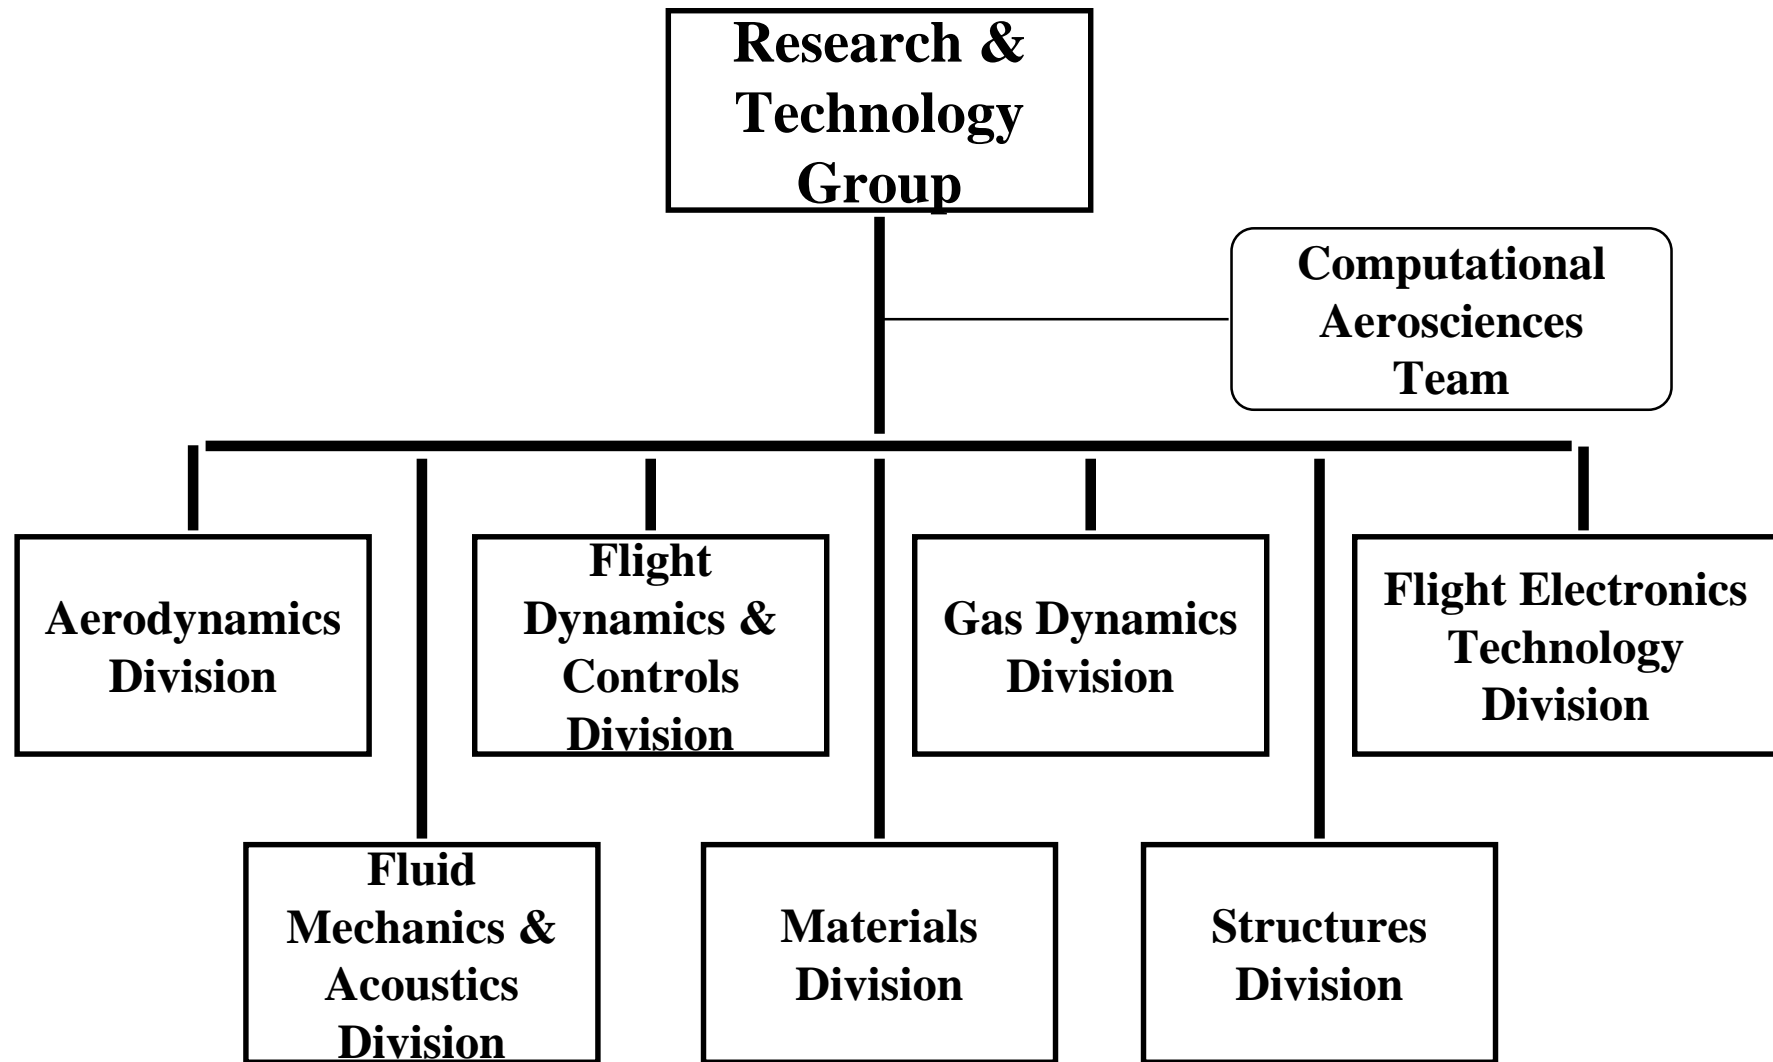 Research &
Technology
Group
Computational
Aerosciences
Team
Aerodynamics
Division
Flight
Dynamics &
Controls
Division
Gas Dynamics
Division
Flight Electronics
Technology
Division
Fluid
Mechanics &
Acoustics
Division
Materials
Division
Structures
Division